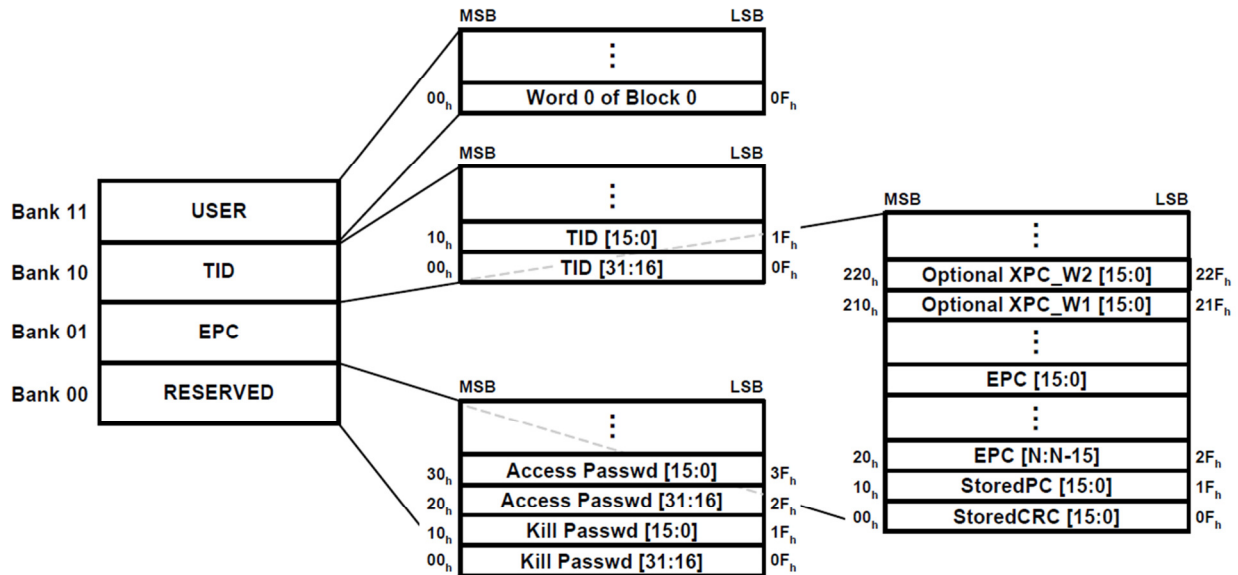 MSB LSB
⋮
00h Word 0 of Block 0 0Fh
MSB LSB
⋮
10h TID [15:0] 1Fh
00h TID [31:16] 0Fh
Bank 11 USER
Bank 10 TID
Bank 01 EPC
Bank 00 RESERVED
MSB LSB
⋮
30h Access Passwd [15:0] 3Fh
20h Access Passwd [31:16] 2Fh
10h Kill Passwd [15:0] 1Fh
00h Kill Passwd [31:16] 0Fh
MSB LSB
⋮
220h Optional XPC_W2 [15:0] 22Fh
210h Optional XPC_W1 [15:0] 21Fh
⋮
EPC [15:0]
⋮
20h EPC [N:N-15] 2Fh
10h StoredPC [15:0] 1Fh
00h StoredCRC [15:0] 0Fh